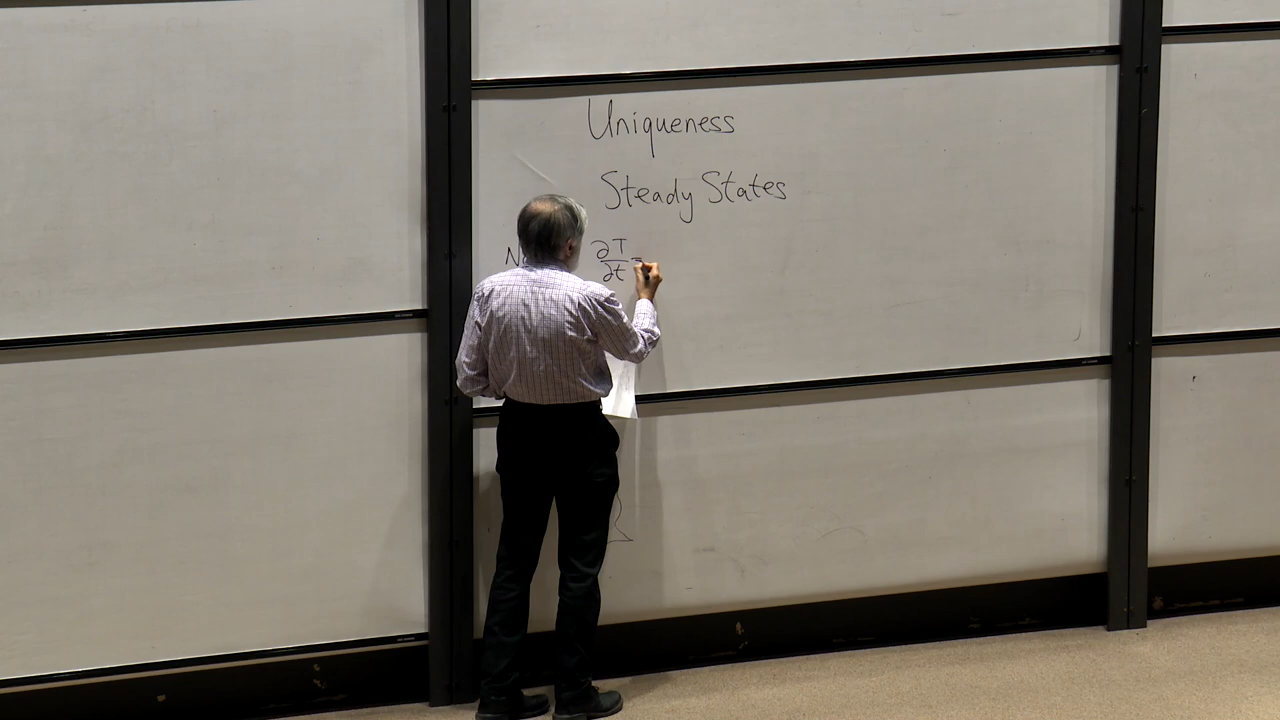 Uniqueness
Steady States
∂T/∂t =